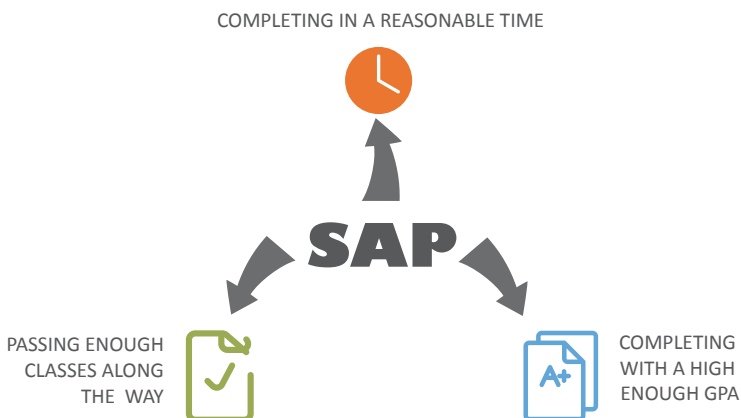 COMPLETING IN A REASONABLE TIME
SAP
PASSING ENOUGH
CLASSES ALONG
THE WAY
A+
COMPLETING
WITH A HIGH
ENOUGH GPA